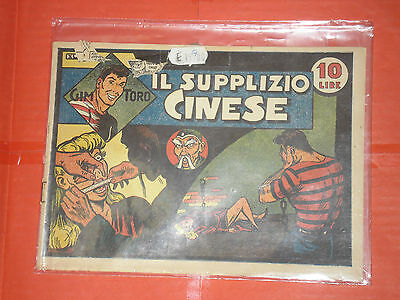 GIM TORO
IL SUPPLIZIO
CINESE
10
LIRE